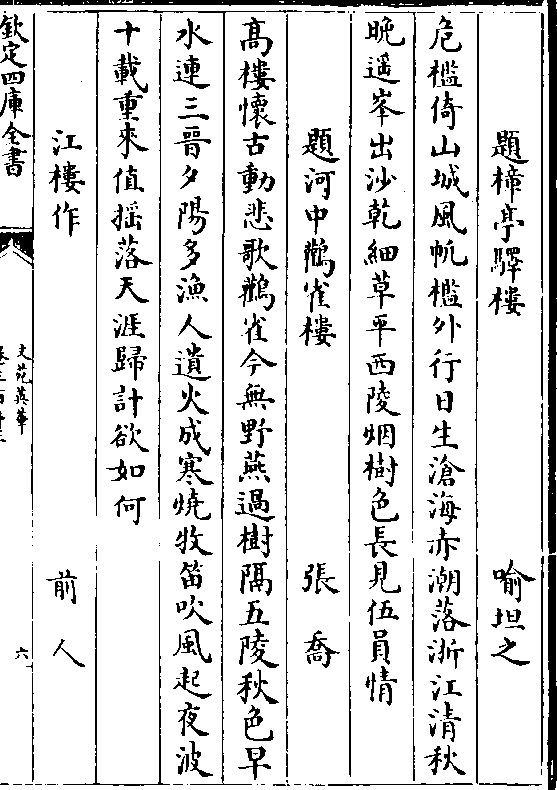 題樟亭驛樓　喻坦之
危檻倚山城風帆檻外行日生滄海赤潮落浙江清秋
晩遥峯出沙乾細草平西陵烟樹色長見伍員情
題河中鸛雀樓　張喬
髙樓懷古動悲歌鸛雀今無野燕過樹隔五陵秋色早
水連三晉夕陽多漁人遺火成寒燒牧笛吹風起夜波
十載重來值揺落天涯歸計欲如何
江樓作　前人
欽定四庫全書
文苑英華
六